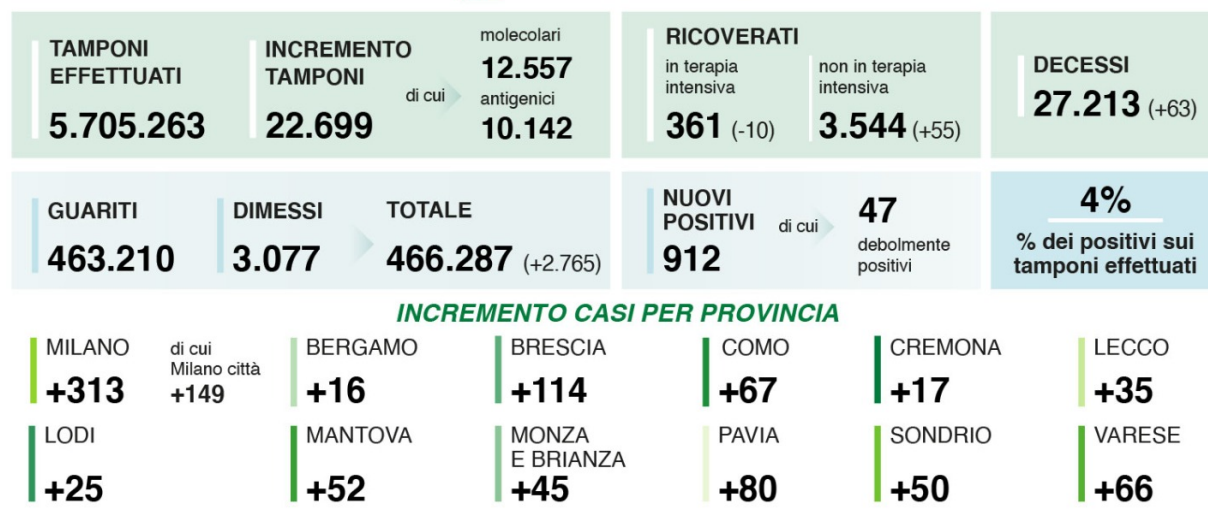 TAMPONI
EFFETTUATI
5.705.263
INCREMENTO
TAMPONI
22.699
di cui
molecolari
12.557
antigenici
10.142
RICOVERATI
in terapia
intensiva
361 (-10)
non in terapia
intensiva
3.544 (+55)
DECESSI
27.213 (+63)
GUARITI
463.210
DIMESSI
3.077
TOTALE
466.287 (+2.765)
NUOVI
POSITIVI
912
di cui
47
debolmente
positivi
4%
% dei positivi sui
tamponi effettuati
INCREMENTO CASI PER PROVINCIA
MILANO
+313
di cui
Milano città
+149
BERGAMO
+16
BRESCIA
+114
COMO
+67
CREMONA
+17
LECCO
+35
LODI
+25
MANTOVA
+52
MONZA
E BRIANZA
+45
PAVIA
+80
SONDRIO
+50
VARESE
+66